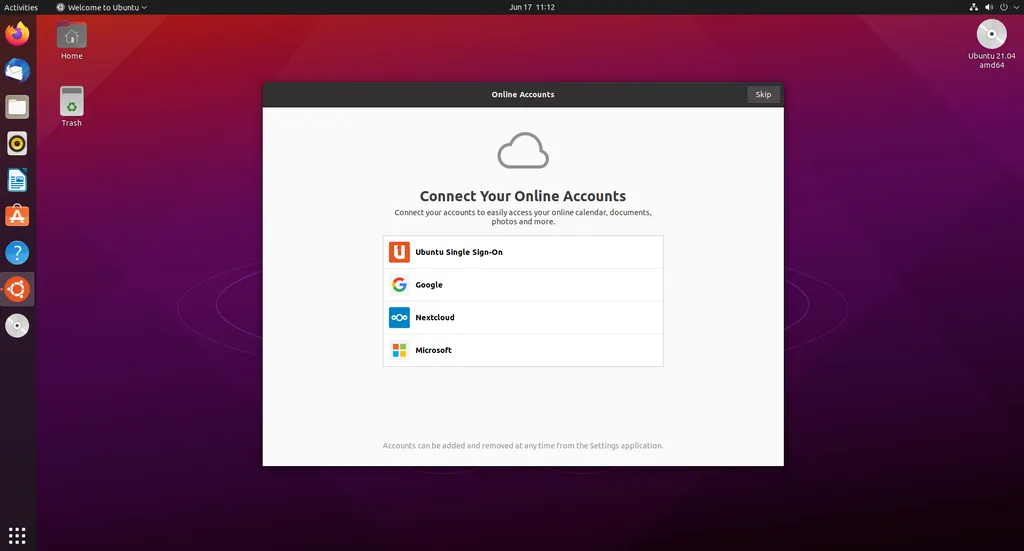 Activities
Welcome to Ubuntu
Jun 17 11:12
Home
Trash
Ubuntu 21.04
amd64
Online Accounts
Skip
Connect Your Online Accounts
Connect your accounts to easily access your online calendar, documents,
photos and more.
Ubuntu Single Sign-On
Google
Nextcloud
Microsoft
Accounts can be added and removed at any time from the Settings application.